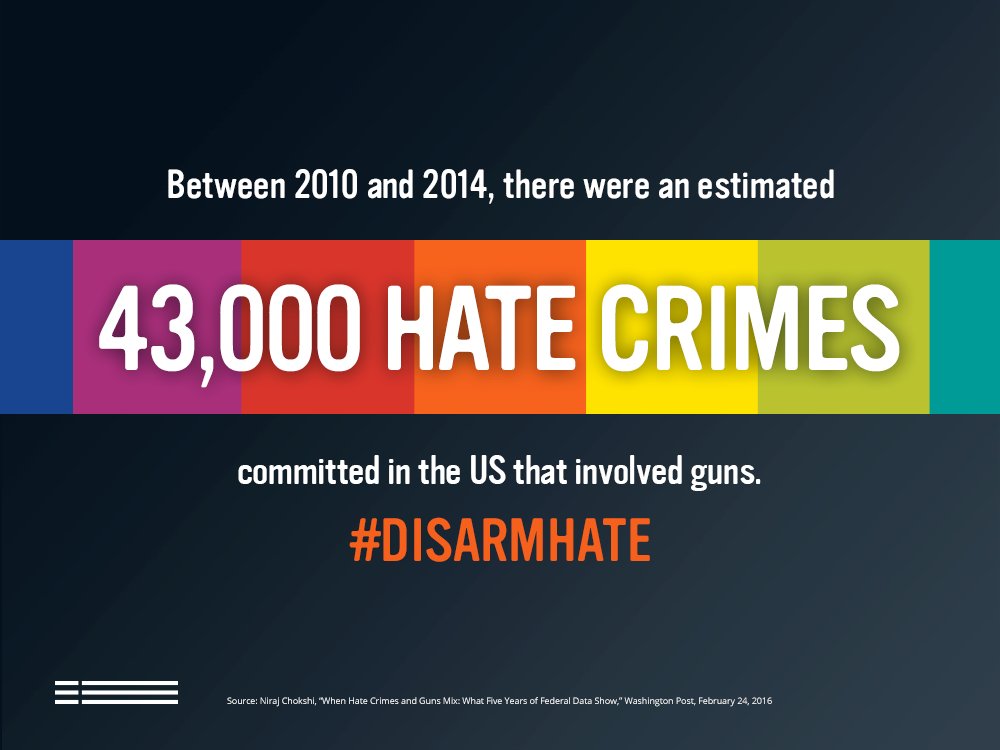 Between 2010 and 2014, there were an estimated
43,000 HATE CRIMES
committed in the US that involved guns.
#DISARMHATE
Source: Niraj Chokshi, “When Hate Crimes and Guns Mix: What Five Years of Federal Data Show,” Washington Post, February 24, 2016